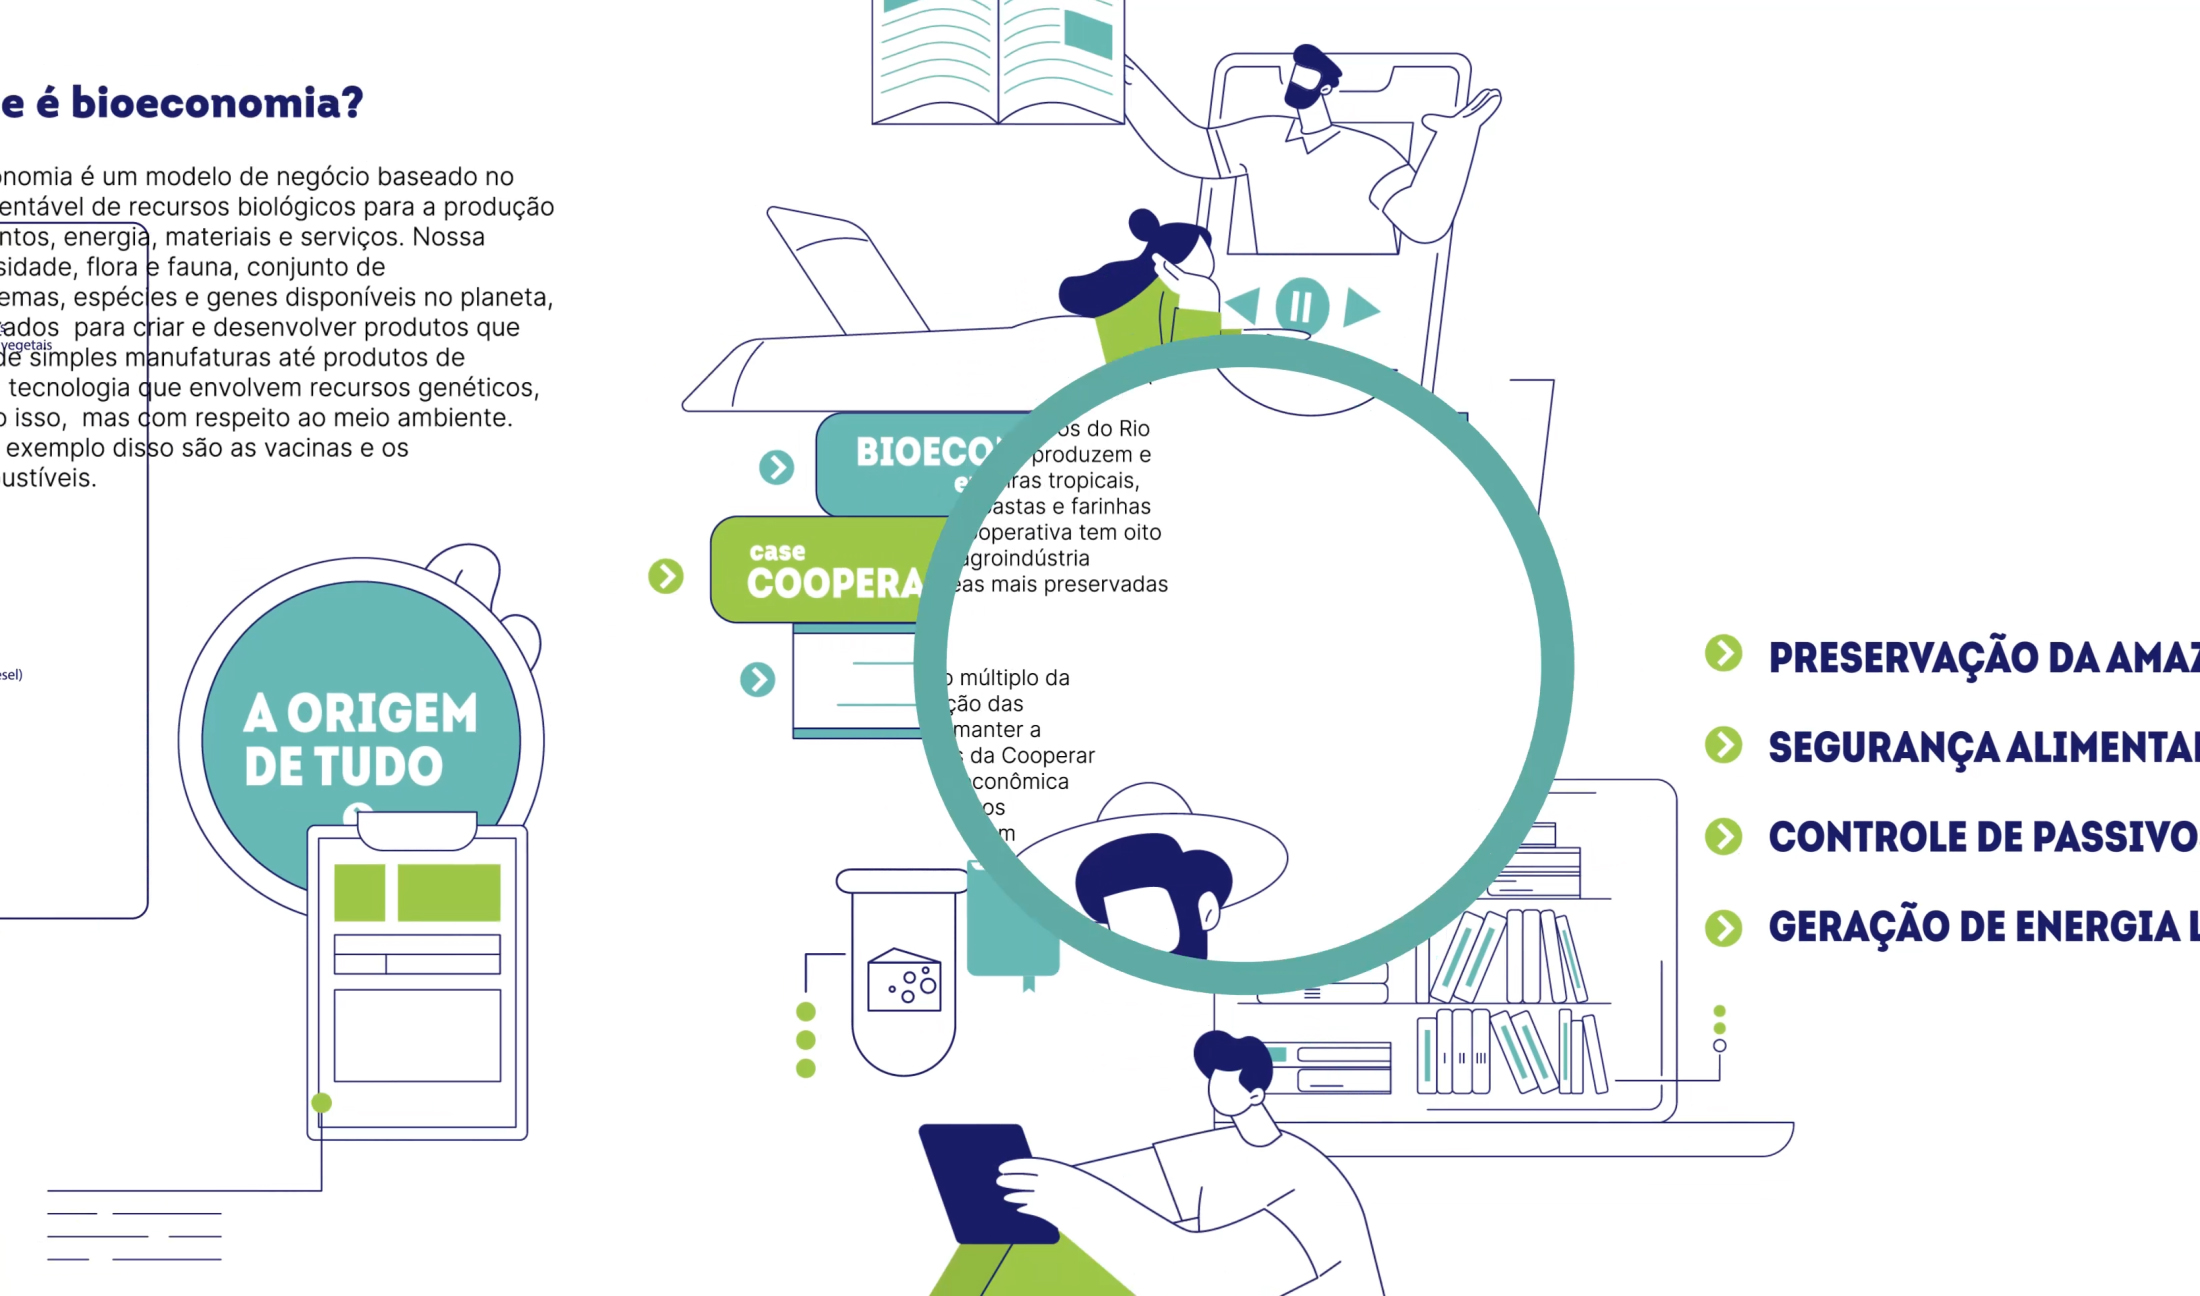 e é bioeconomia?
onomia é um modelo de negócio baseado no
entável de recursos biológicos para a produção
ntos, energia, materiais e serviços. Nossa
sidade, flora e fauna, conjunto de
emas, espécies e genes disponíveis no planeta,
ados para criar e desenvolver produtos que
vegetais
de simples manufaturas até produtos de
tecnologia que envolvem recursos genéticos,
o isso, mas com respeito ao meio ambiente.
exemplo disso são as vacinas e os
ustíveis.
esel)
A ORIGEM
DE TUDO
BIOECO
case
COOPERA
os do Rio
produzem e
iras tropicais,
pastas e farinhas
ooperativa tem oito
agroindústria
eas mais preservadas
o múltiplo da
ção das
manter a
s da Cooperar
econômica
os
m
PRESERVAÇÃO DA AMAZ
SEGURANÇA ALIMENTA
CONTROLE DE PASSIVO
GERAÇÃO DE ENERGIA L